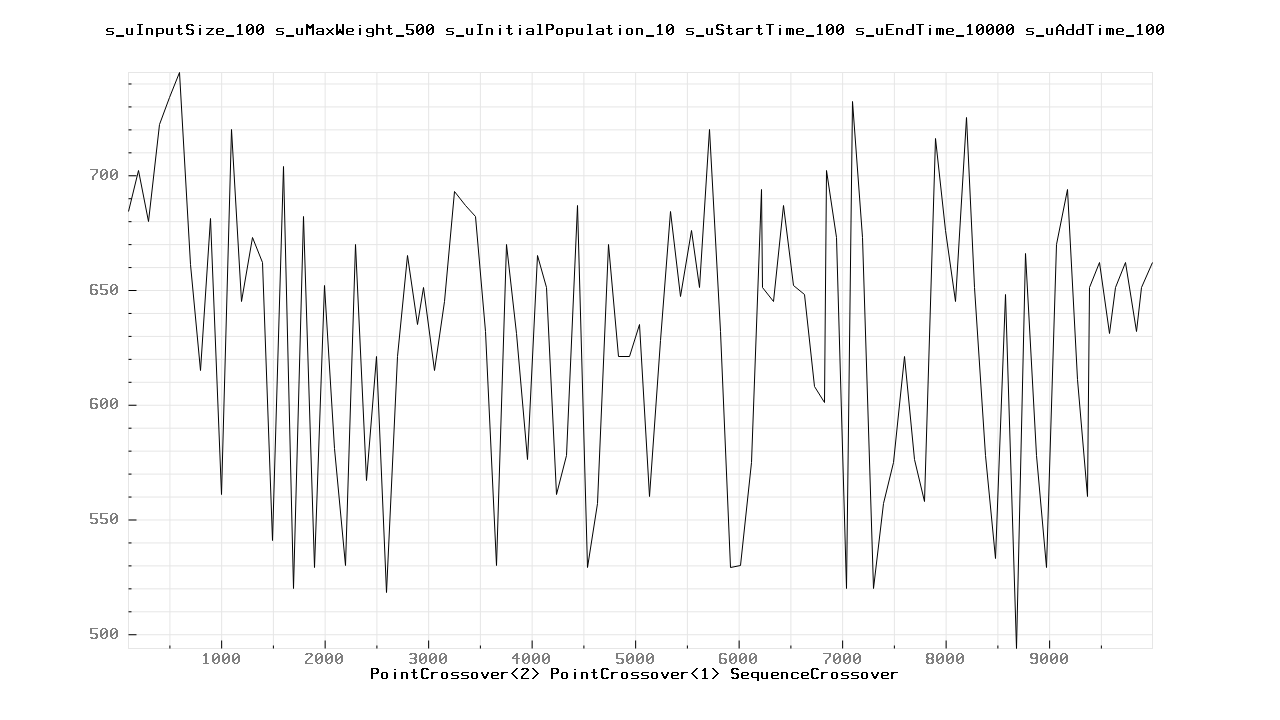 s_uInputSize_100 s_uMaxWeight_500 s_uInitialPopulation_10 s_uStartTime_100 s_uEndTime_10000 s_uAddTime_100
700
650
600
550
500
1000 2000 3000 4000 5000 6000 7000 8000 9000
PointCrossover<2> PointCrossover<1> SequenceCrossover